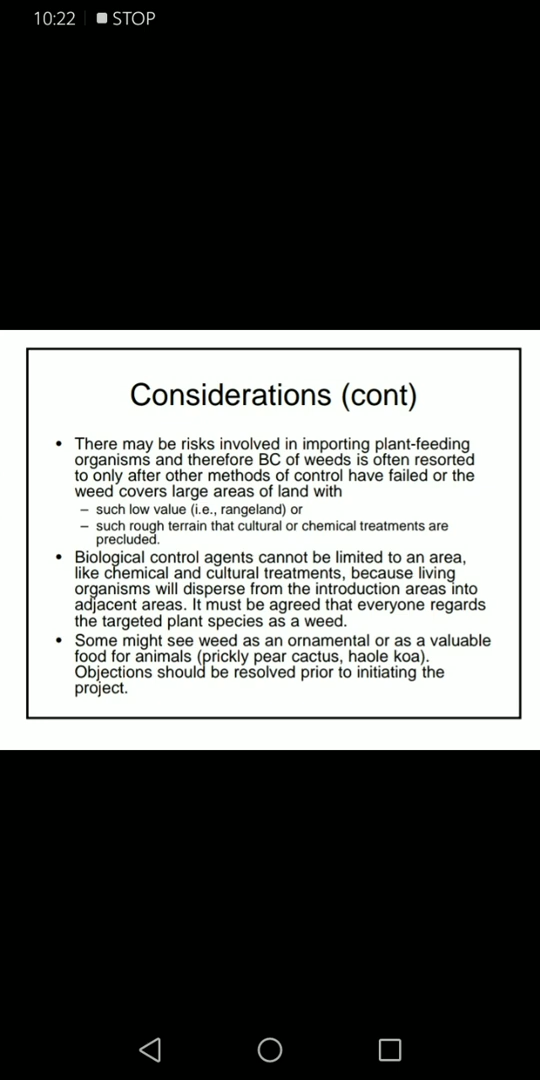 10:22 STOP
Considerations (cont)
• There may be risks involved in importing plant-feeding
organisms and therefore BC of weeds is often resorted
to only after other methods of control have failed or the
weed covers large areas of land with
– such low value (i.e., rangeland) or
– such rough terrain that cultural or chemical treatments are
precluded.
• Biological control agents cannot be limited to an area,
like chemical and cultural treatments, because living
organisms will disperse from the introduction areas into
adjacent areas. It must be agreed that everyone regards
the targeted plant species as a weed.
• Some might see weed as an ornamental or as a valuable
food for animals (prickly pear cactus, haole koa).
Objections should be resolved prior to initiating the
project.